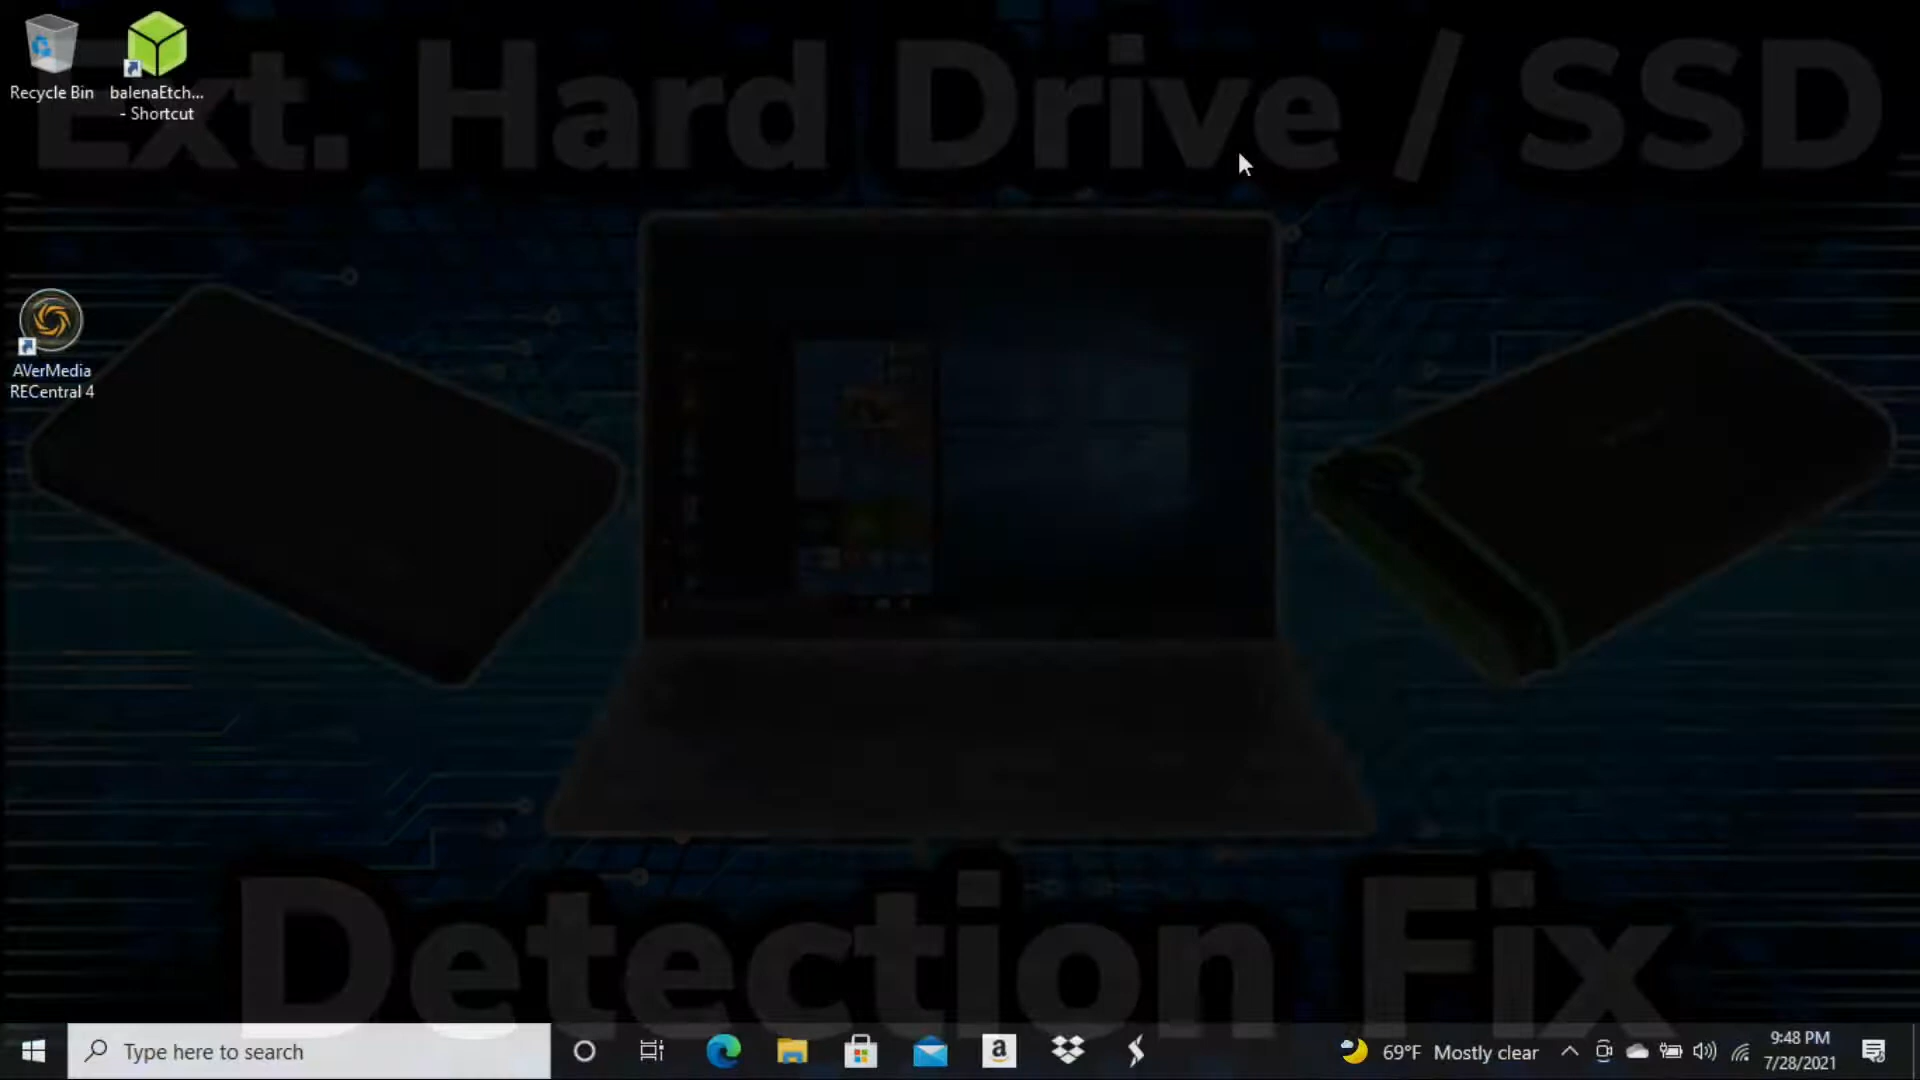 Ext. Hard Drive / SSD
Recycle Bin
balenaEtch...
- Shortcut
AVerMedia
RECentral 4
Detection Fix
Type here to search
a
69°F Mostly clear
9:48 PM
7/28/2021